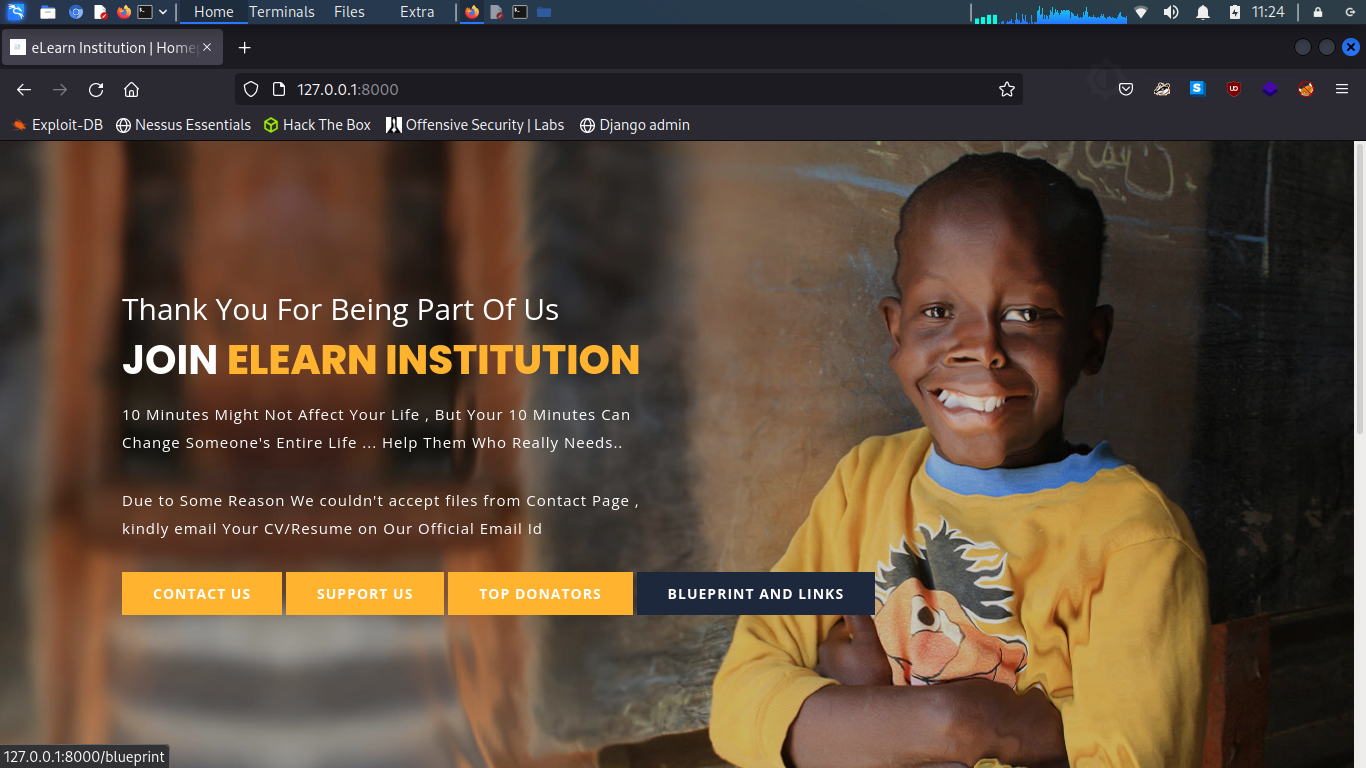 Home Terminals Files Extra 11:24
eLearn Institution | Home
127.0.0.1:8000
Exploit-DB Nessus Essentials Hack The Box Offensive Security | Labs Django admin
Thank You For Being Part Of Us
JOIN ELEARN INSTITUTION
10 Minutes Might Not Affect Your Life , But Your 10 Minutes Can
Change Someone's Entire Life ... Help Them Who Really Needs..
Due to Some Reason We couldn't accept files from Contact Page ,
kindly email Your CV/Resume on Our Official Email Id
CONTACT US SUPPORT US TOP DONATORS BLUEPRINT AND LINKS
127.0.0.1:8000/blueprint